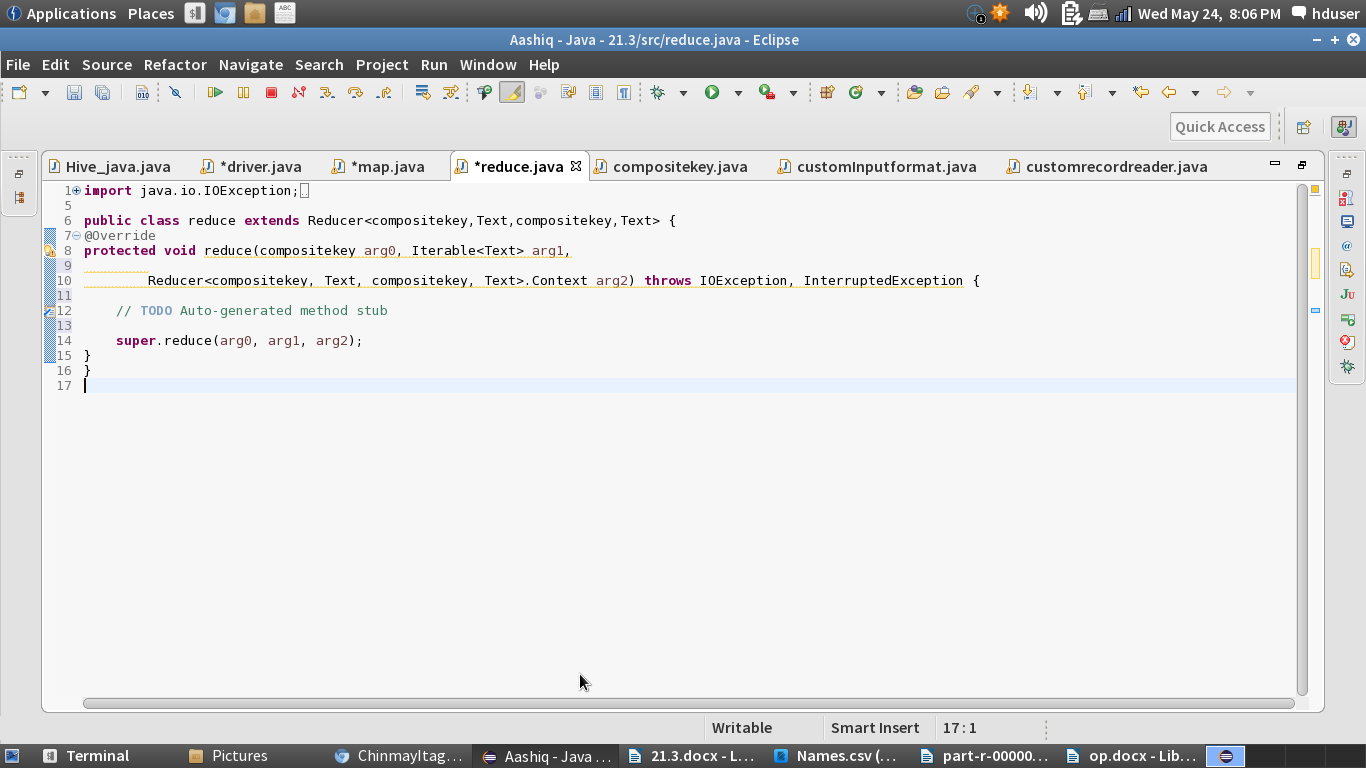 Applications Places Wed May 24, 8:06 PM hduser
Aashiq - Java - 21.3/src/reduce.java - Eclipse
File Edit Source Refactor Navigate Search Project Run Window Help
Quick Access
Hive_java.java *driver.java *map.java *reduce.java compositekey.java customInputformat.java customrecordreader.java
1 import java.io.IOException;
5
6 public class reduce extends Reducer<compositekey,Text,compositekey,Text> {
7 @Override
8 protected void reduce(compositekey arg0, Iterable<Text> arg1,
9
10 Reducer<compositekey, Text, compositekey, Text>.Context arg2) throws IOException, InterruptedException {
11
12 // TODO Auto-generated method stub
13
14 super.reduce(arg0, arg1, arg2);
15 }
16 }
17
Writable Smart Insert 17 : 1
Terminal Pictures ChinmayItag... Aashiq - Java ... 21.3.docx - L... Names.csv (... part-r-00000... op.docx - Lib...